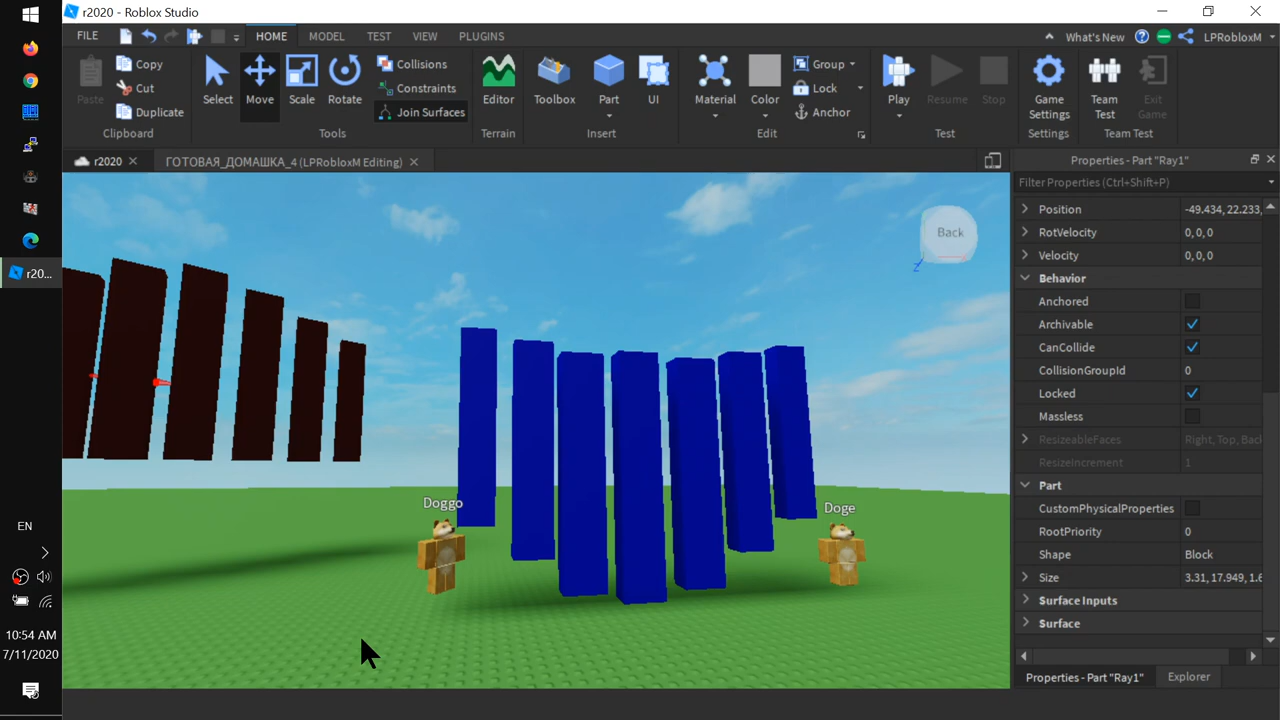 r2020 - Roblox Studio
FILE HOME MODEL TEST VIEW PLUGINS What's New LPRobloxM
Paste Copy Cut Duplicate
Clipboard
Select Move Scale Rotate Collisions Constraints Join Surfaces
Tools
Editor
Terrain
Toolbox Part UI
Insert
Material Color Group Lock Anchor
Edit
Play Resume Stop
Test
Game Settings
Settings
Team Test Exit Game
Team Test
r2020 ГОТОВАЯ_ДОМАШКА_4 (LPRobloxM Editing)
Properties - Part "Ray1"
Filter Properties (Ctrl+Shift+P)
Position -49.434, 22.233,
RotVelocity 0, 0, 0
Velocity 0, 0, 0
Behavior
Anchored
Archivable
CanCollide
CollisionGroupId 0
Locked
Massless
ResizeableFaces Right, Top, Back
ResizeIncrement 1
Part
CustomPhysicalProperties
RootPriority 0
Shape Block
Size 3.31, 17.949, 1.6
Surface Inputs
Surface
Properties - Part "Ray1" Explorer
Back
Z
Doggo
Doge
r20...
EN
10:54 AM
7/11/2020